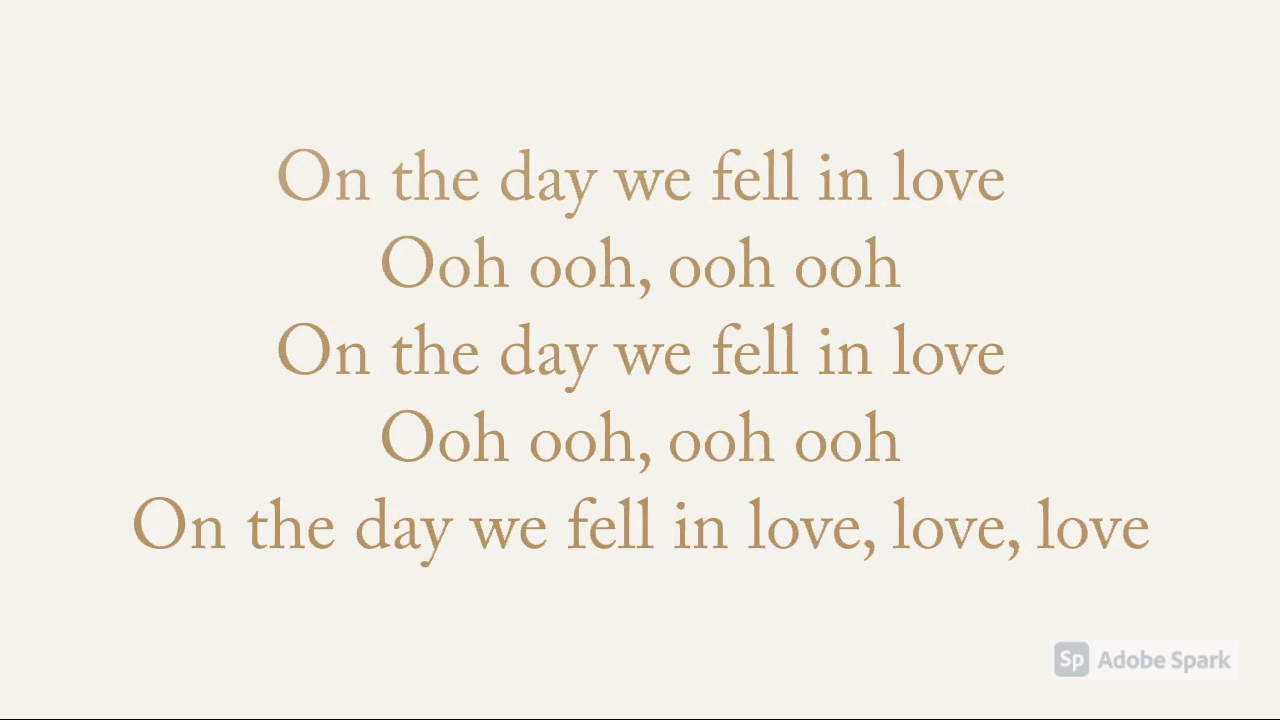 On the day we fell in love
Ooh ooh, ooh ooh
On the day we fell in love
Ooh ooh, ooh ooh
On the day we fell in love, love, love
Sp Adobe Spark